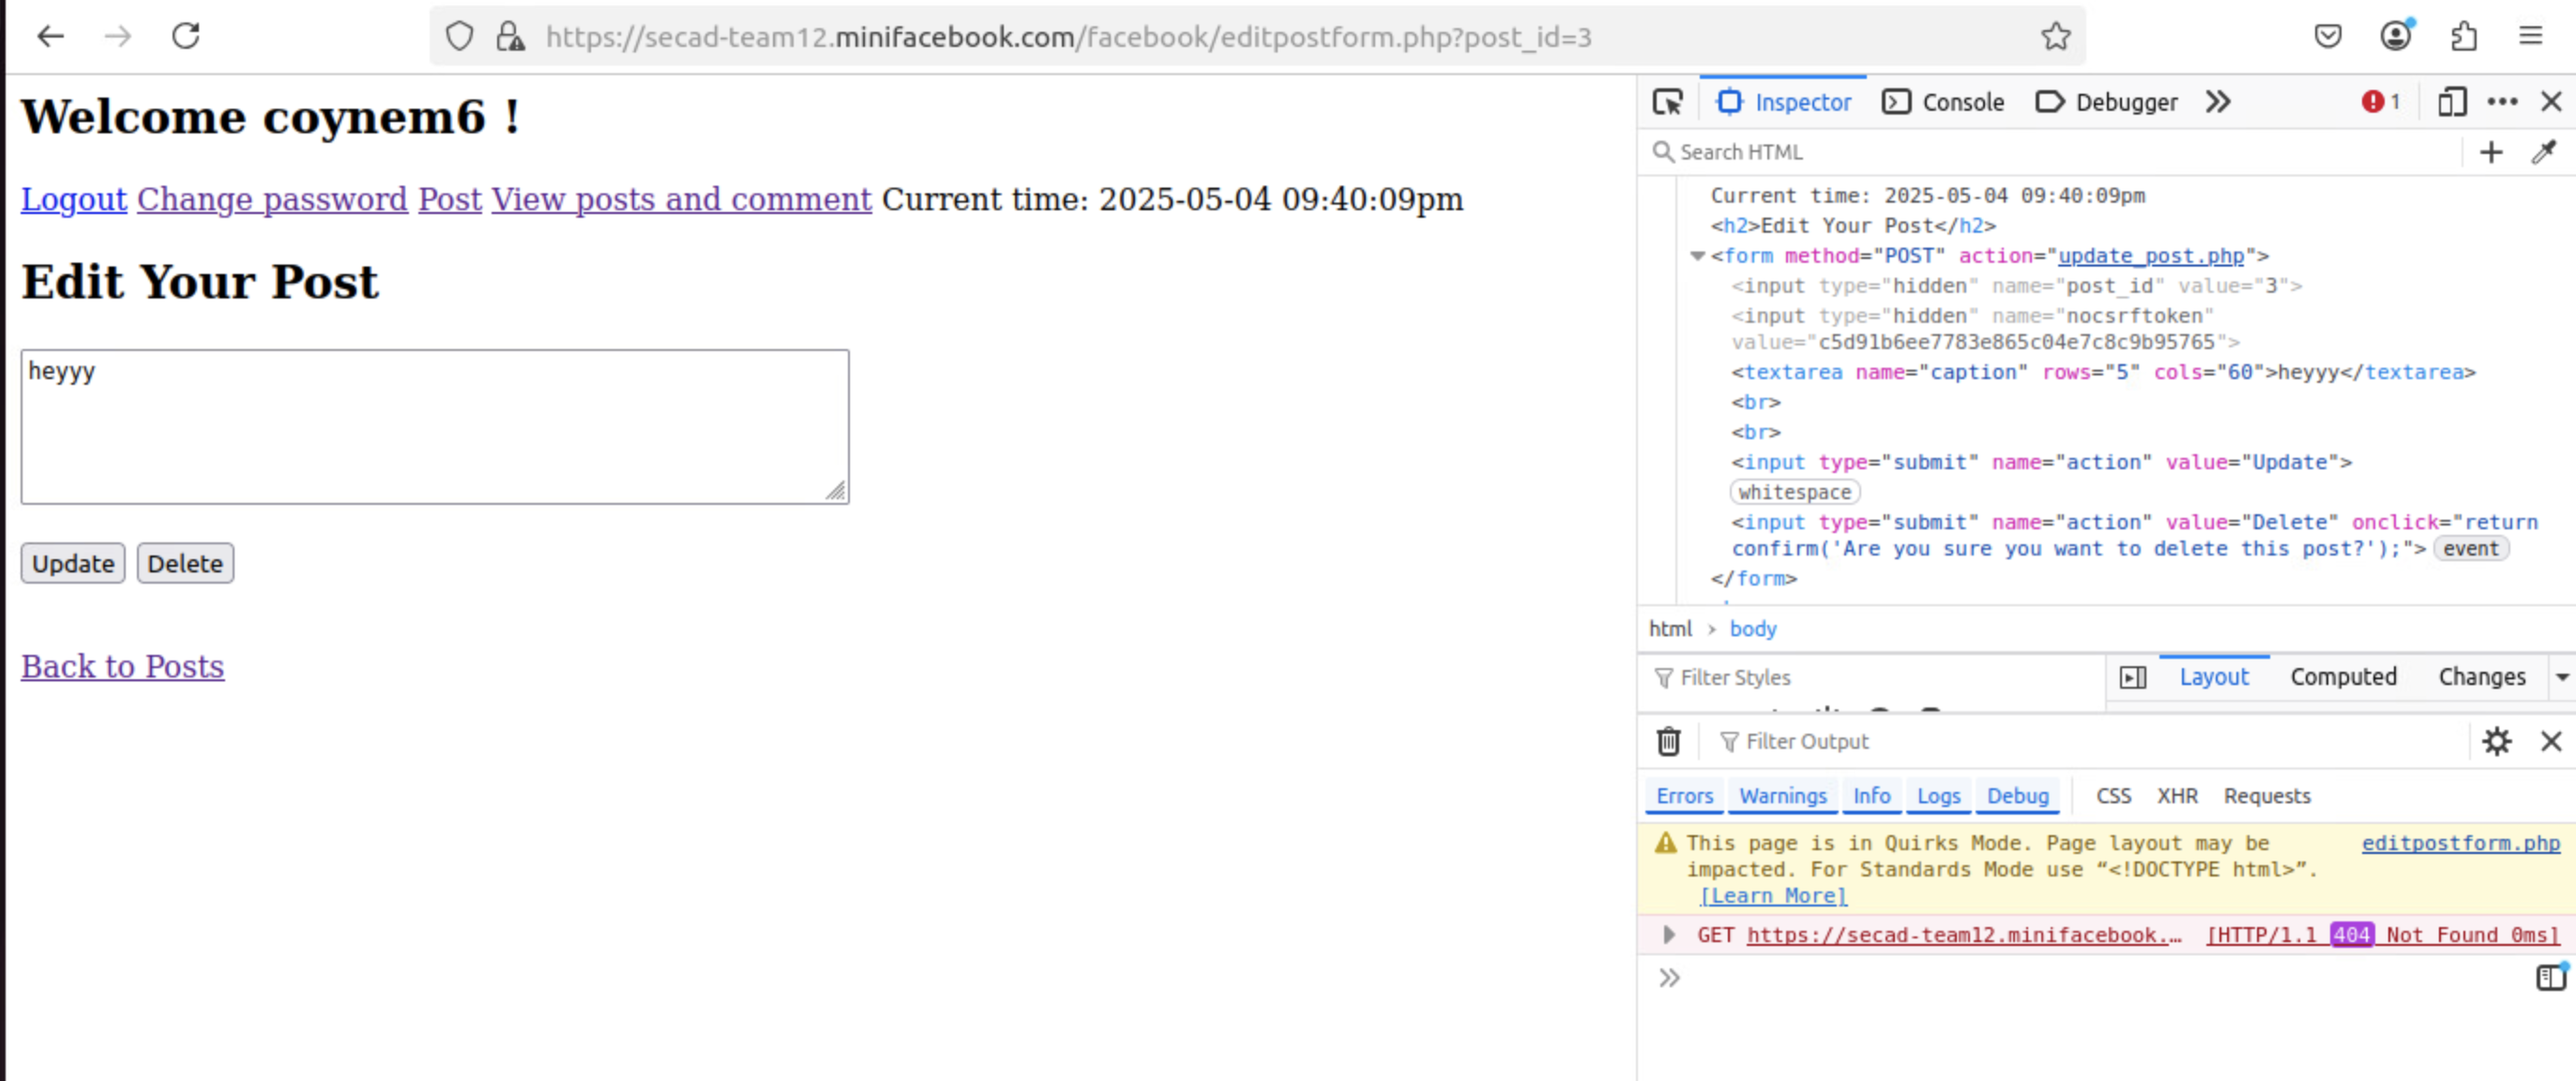 https://secad-team12.minifacebook.com/facebook/editpostform.php?post_id=3
Welcome coynem6 !
Logout Change password Post View posts and comment Current time: 2025-05-04 09:40:09pm
Edit Your Post
heyyy
Update Delete
Back to Posts
Inspector Console Debugger 1
Search HTML
Current time: 2025-05-04 09:40:09pm
<h2>Edit Your Post</h2>
<form method="POST" action="update_post.php">
<input type="hidden" name="post_id" value="3">
<input type="hidden" name="nocsrftoken"
value="c5d91b6ee7783e865c04e7c8c9b95765">
<textarea name="caption" rows="5" cols="60">heyyy</textarea>
<br>
<br>
<input type="submit" name="action" value="Update">
whitespace
<input type="submit" name="action" value="Delete" onclick="return
confirm('Are you sure you want to delete this post?');"> event
</form>
html › body
Filter Styles Layout Computed Changes
Filter Output
Errors Warnings Info Logs Debug CSS XHR Requests
This page is in Quirks Mode. Page layout may be editpostform.php
impacted. For Standards Mode use “<!DOCTYPE html>”.
[Learn More]
GET https://secad-team12.minifacebook.… [HTTP/1.1 404 Not Found 0ms]